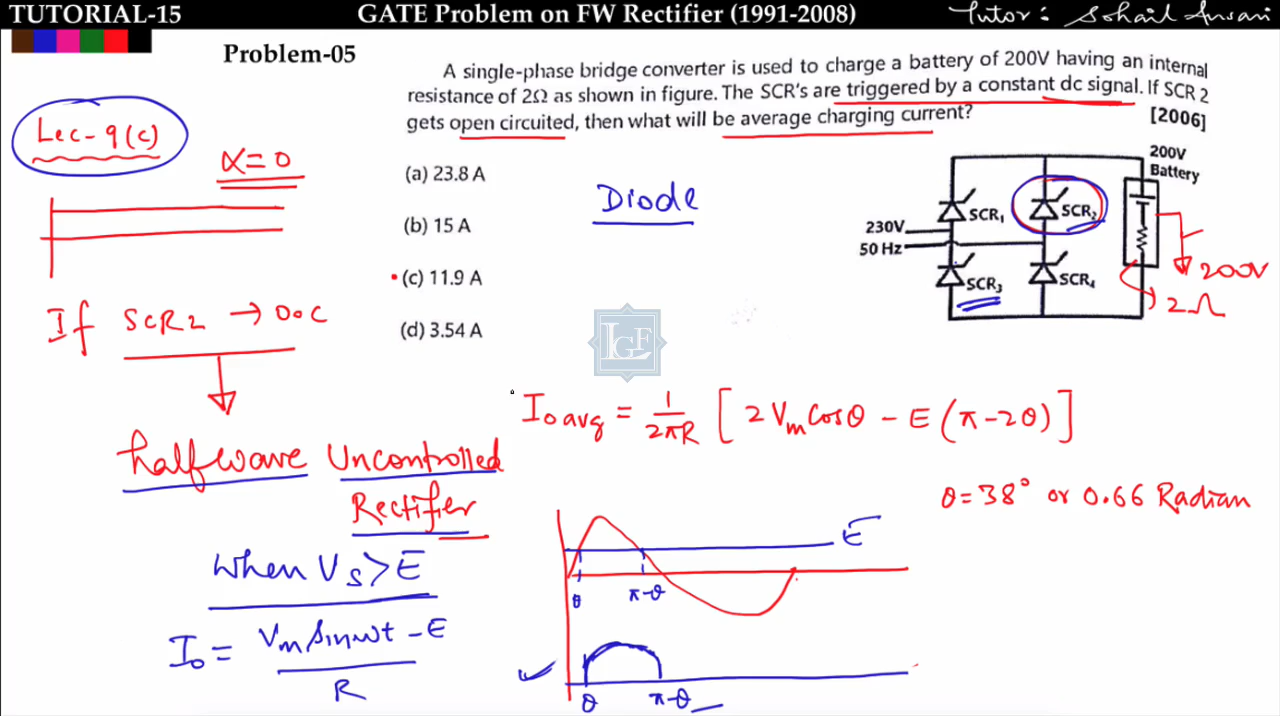 TUTORIAL-15
GATE Problem on FW Rectifier (1991-2008)
Tutor: Sohail Ansari
Problem-05
A single-phase bridge converter is used to charge a battery of 200V having an internal
resistance of 2Ω as shown in figure. The SCR's are triggered by a constant dc signal. If SCR 2
gets open circuited, then what will be average charging current?
[2006]
Lec-9(c)
α=0
(a) 23.8 A
(b) 15 A
(c) 11.9 A
(d) 3.54 A
Diode
200V
Battery
SCR1
SCR2
230V
50 Hz
SCR3
SCR4
200V
2Ω
If SCR2 → O.C
LGF
I₀ avg = 1/2πR [2Vm Cosθ - E(π-2θ)]
halfwave Uncontrolled
Rectifier
θ=38° or 0.66 Radian
E
When Vs>E
θ π-θ
I₀ = Vm Sinωt - E / R
θ π-θ